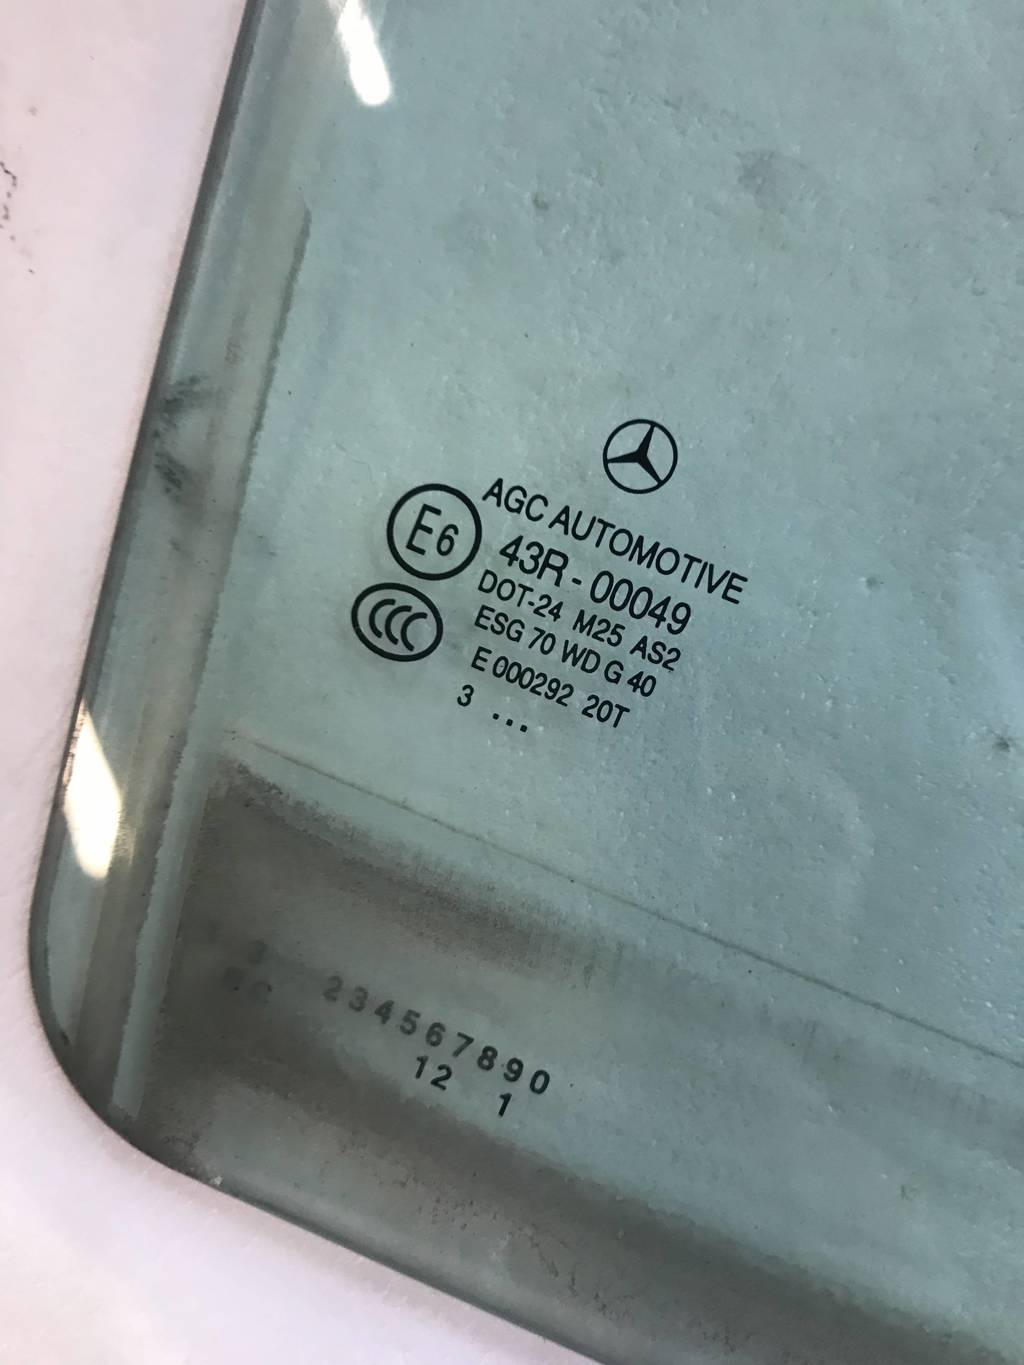 AGC AUTOMOTIVE
E6
43R - 00049
DOT-24 M25 AS2
CCC
ESG 70 WD G 40
E 000292 20T
3 ...
234567890
12 1